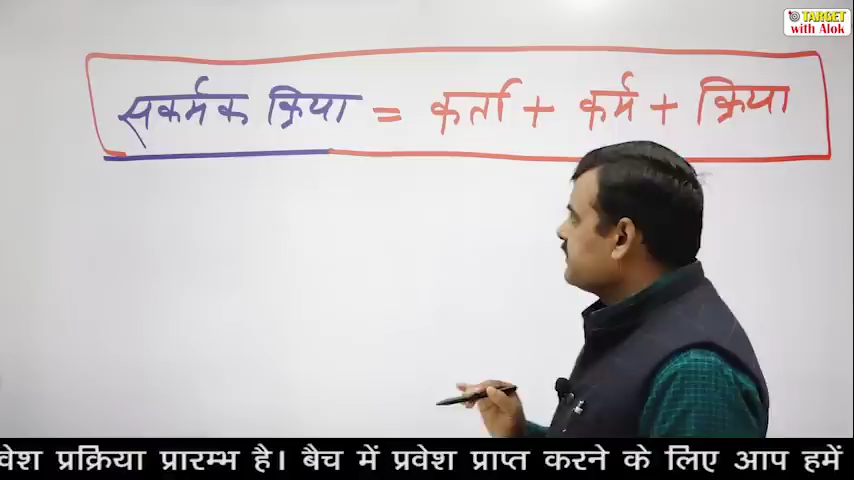 TARGET
with Alok
सकर्मक क्रिया = कर्ता + कर्म + क्रिया
वेश प्रक्रिया प्रारम्भ है। बैच में प्रवेश प्राप्त करने के लिए आप हमें